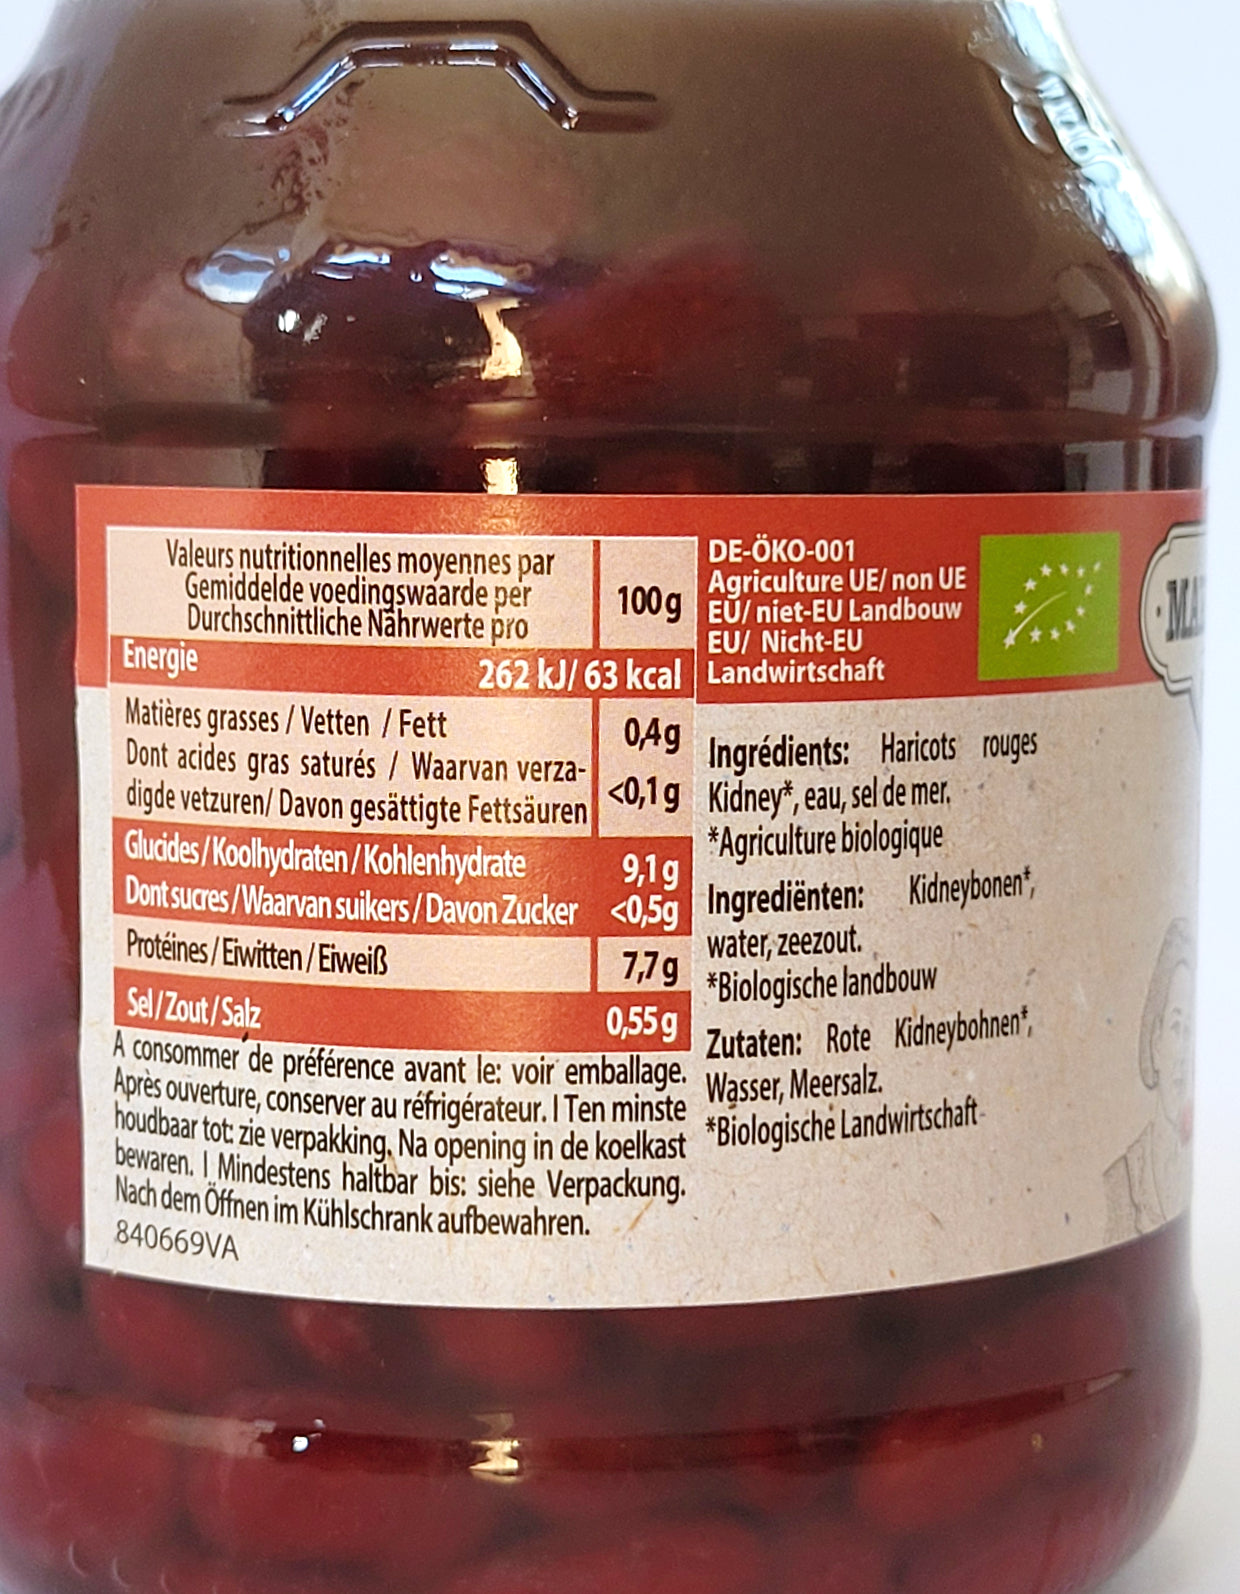 Valeurs nutritionnelles moyennes par
Gemiddelde voedingswaarde per
Durchschnittliche Nährwerte pro
100 g
Energie
262 kJ/ 63 kcal
Matières grasses / Vetten / Fett
0,4g
Dont acides gras saturés / Waarvan verza-
digde vetzuren/ Davon gesättigte Fettsäuren
<0,1 g
Glucides / Koolhydraten / Kohlenhydrate
9,1 g
Dont sucres / Waarvan suikers / Davon Zucker
<0,5g
Protéines / Eiwitten / Eiweiß
7,7 g
Sel / Zout / Salz
0,55 g
A consommer de préférence avant le: voir emballage.
Après ouverture, conserver au réfrigérateur. I Ten minste
houdbaar tot: zie verpakking. Na opening in de koelkast
bewaren. I Mindestens haltbar bis: siehe Verpackung.
Nach dem Öffnen im Kühlschrank aufbewahren.
840669VA
DE-ÖKO-001
Agriculture UE/ non UE
EU/ niet-EU Landbouw
EU/ Nicht-EU
Landwirtschaft
Ingrédients: Haricots rouges
Kidney*, eau, sel de mer.
*Agriculture biologique
Ingrediënten: Kidneybonen*,
water, zeezout.
*Biologische landbouw
Zutaten: Rote Kidneybohnen*,
Wasser, Meersalz.
*Biologische Landwirtschaft